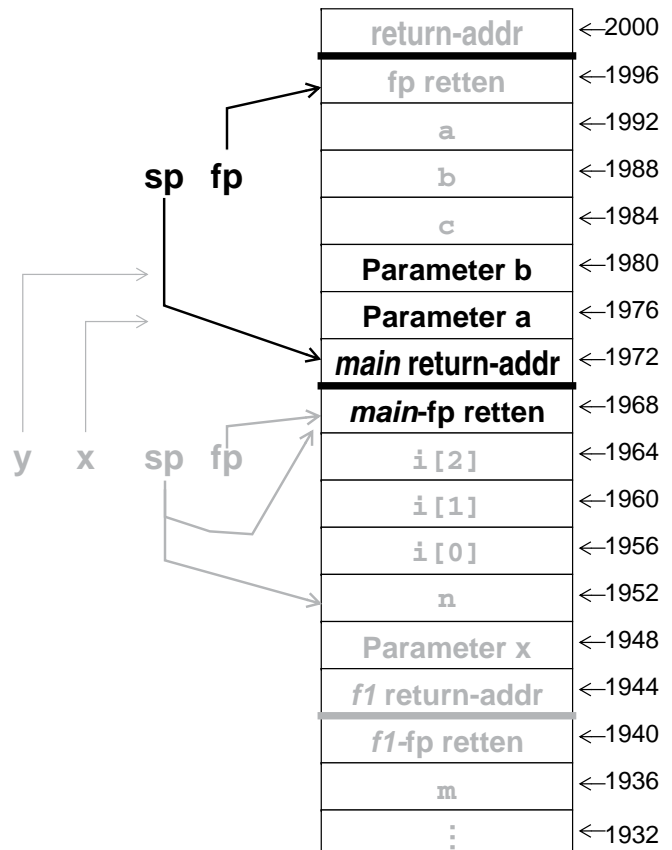 return-addr ←2000
fp retten ←1996
a ←1992
sp fp b ←1988
c ←1984
Parameter b ←1980
Parameter a ←1976
main return-addr ←1972
main-fp retten ←1968
y x sp fp i[2] ←1964
i[1] ←1960
i[0] ←1956
n ←1952
Parameter x ←1948
f1 return-addr ←1944
f1-fp retten ←1940
m ←1936
⋮ ←1932